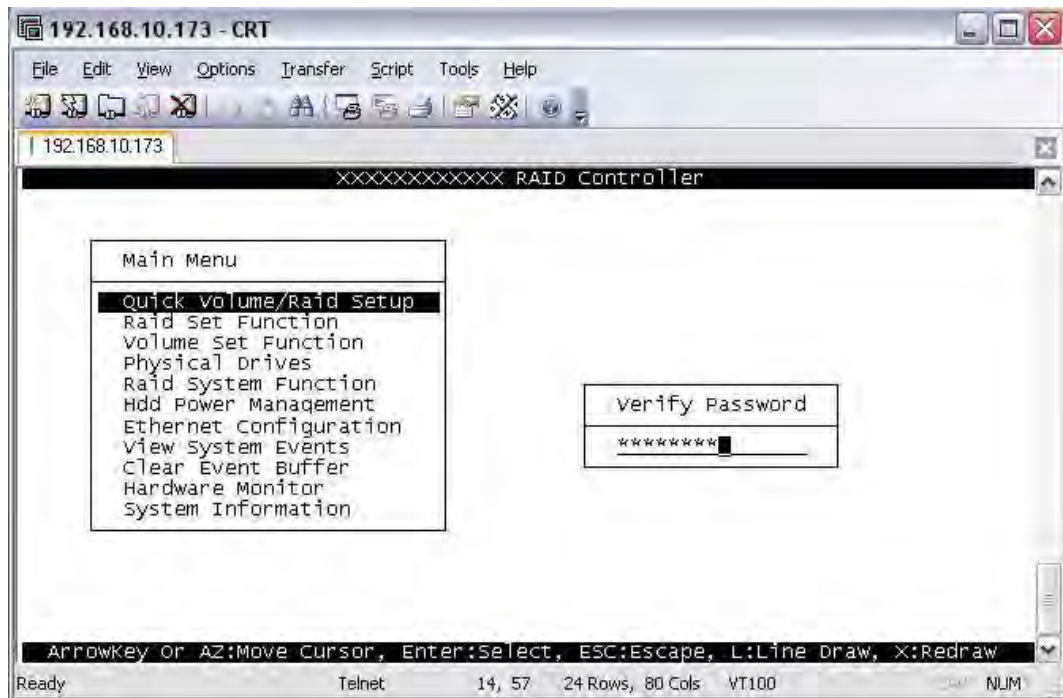 192.168.10.173 - CRT
File Edit View Options Transfer Script Tools Help
192.168.10.173
XXXXXXXXXXXX RAID Controller
Main Menu
Quick Volume/Raid Setup
Raid Set Function
Volume Set Function
Physical Drives
Raid System Function
Hdd Power Management
Ethernet Configuration
View System Events
Clear Event Buffer
Hardware Monitor
System Information
Verify Password
********
ArrowKey Or AZ:Move Cursor, Enter:Select, ESC:Escape, L:Line Draw, X:Redraw
Ready Telnet 14, 57 24 Rows, 80 Cols VT100 NUM